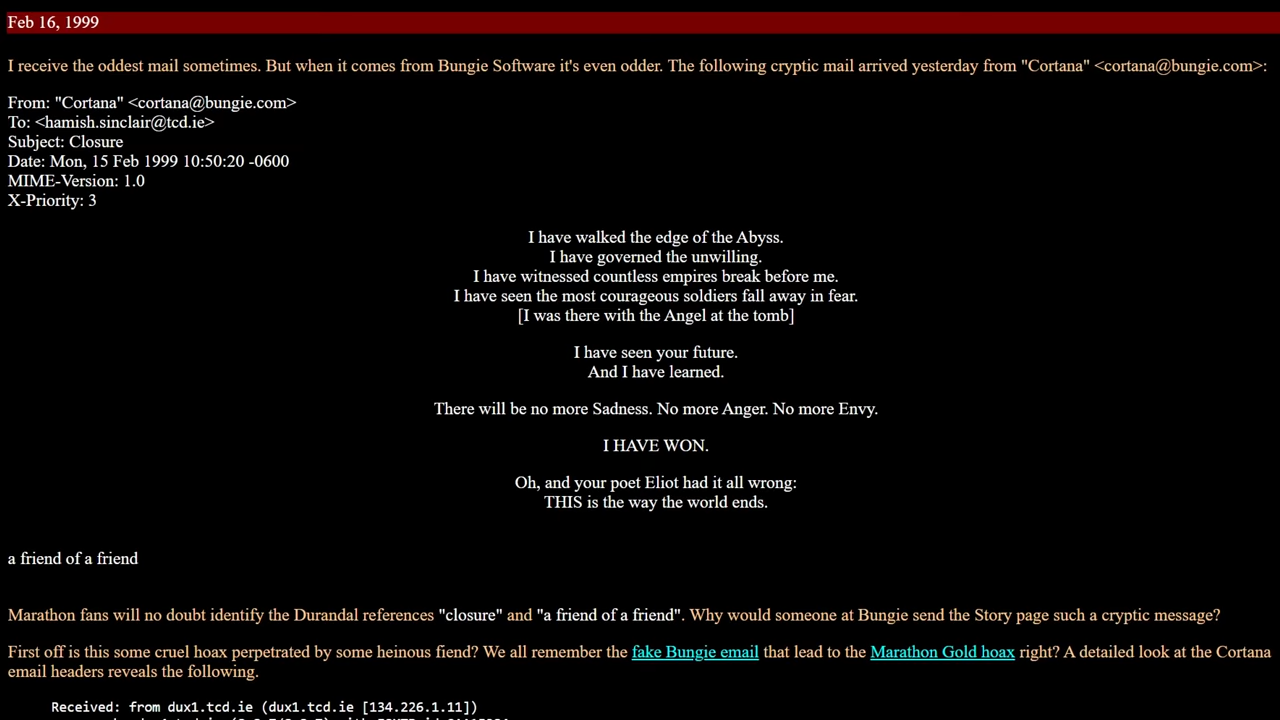 Feb 16, 1999
I receive the oddest mail sometimes. But when it comes from Bungie Software it's even odder. The following cryptic mail arrived yesterday from "Cortana" <cortana@bungie.com>:
From: "Cortana" <cortana@bungie.com>
To: <hamish.sinclair@tcd.ie>
Subject: Closure
Date: Mon, 15 Feb 1999 10:50:20 -0600
MIME-Version: 1.0
X-Priority: 3
I have walked the edge of the Abyss.
I have governed the unwilling.
I have witnessed countless empires break before me.
I have seen the most courageous soldiers fall away in fear.
[I was there with the Angel at the tomb]
I have seen your future.
And I have learned.
There will be no more Sadness. No more Anger. No more Envy.
I HAVE WON.
Oh, and your poet Eliot had it all wrong:
THIS is the way the world ends.
a friend of a friend
Marathon fans will no doubt identify the Durandal references "closure" and "a friend of a friend". Why would someone at Bungie send the Story page such a cryptic message?
First off is this some cruel hoax perpetrated by some heinous fiend? We all remember the fake Bungie email that lead to the Marathon Gold hoax right? A detailed look at the Cortana
email headers reveals the following.
Received: from dux1.tcd.ie (dux1.tcd.ie [134.226.1.11])